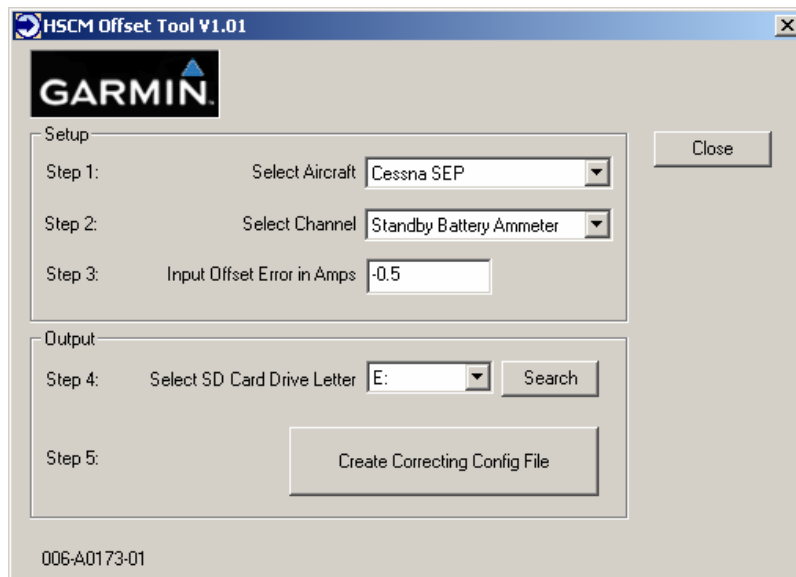 HSCM Offset Tool V1.01
GARMIN.
Setup
Step 1: Select Aircraft Cessna SEP
Close
Step 2: Select Channel Standby Battery Ammeter
Step 3: Input Offset Error in Amps -0.5
Output
Step 4: Select SD Card Drive Letter E: Search
Step 5: Create Correcting Config File
006-A0173-01